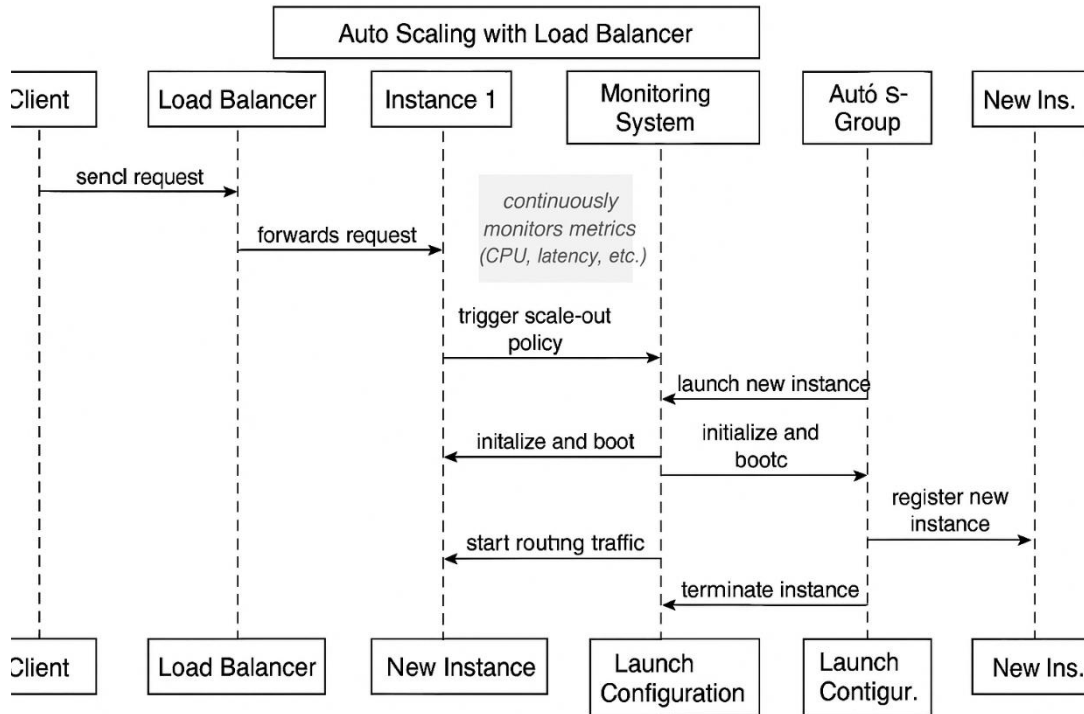 Auto Scaling with Load Balancer
Client
Load Balancer
Instance 1
Monitoring
System
Autó s-
Group
New Ins.
sencl request
forwards request
continuously
monitors metrics
(CPU, latency, etc.)
trigger scale-out
policy
launch new instance
initalize and boot
initialize and
bootc
register new
instance
start routing traffic
terminate instance
Client
Load Balancer
New Instance
Launch
Configuration
Launch
Contigur.
New Ins.